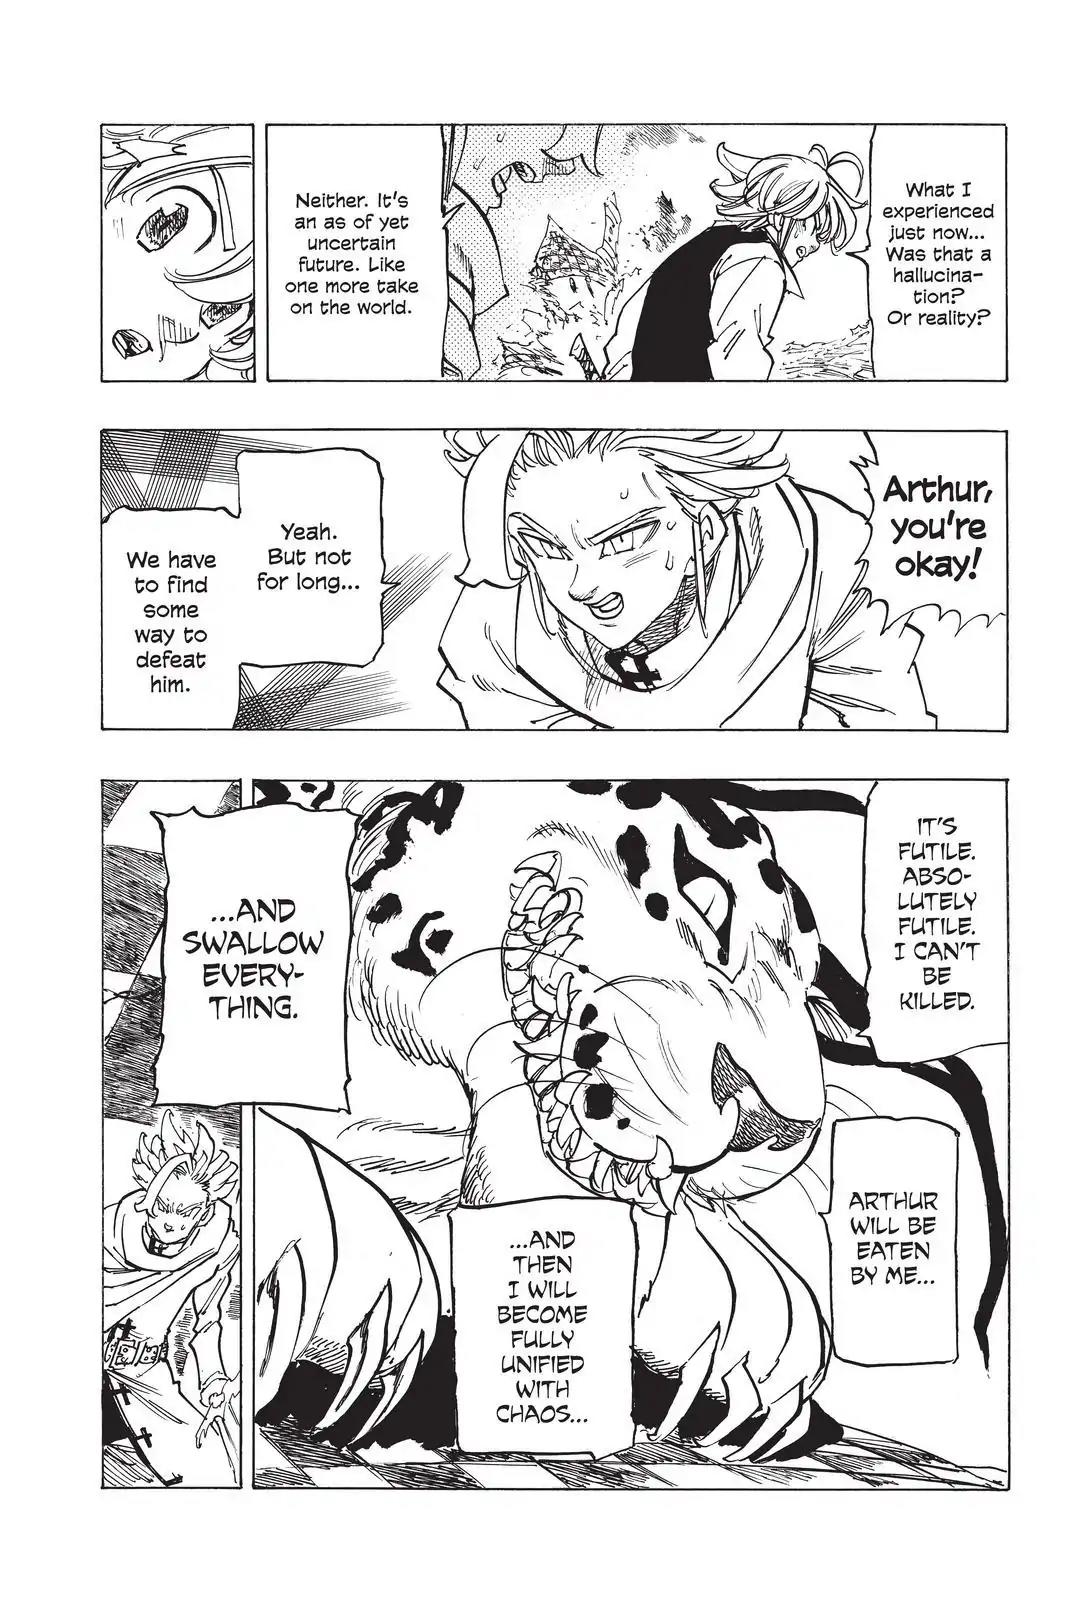 What I
experienced
just now...
Was that a
hallucina-
tion?
Or reality?
Neither. It's
an as of yet
uncertain
future. Like
one more take
on the world.
Arthur,
you're
okay!
Yeah.
But not
for long...
We have
to find
some
way to
defeat
him.
IT'S
FUTILE.
ABSO-
LUTELY
FUTILE.
I CAN'T
BE
KILLED.
ARTHUR
WILL BE
EATEN
BY ME...
...AND
THEN
I WILL
BECOME
FULLY
UNIFIED
WITH
CHAOS...
...AND
SWALLOW
EVERY-
THING.